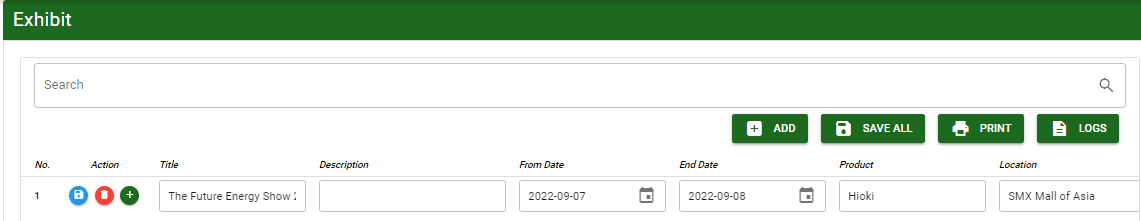 Exhibit
Search
ADD SAVE ALL PRINT LOGS
No. Action Title Description From Date End Date Product Location
1 The Future Energy Show 2022-09-07 2022-09-08 Hioki SMX Mall of Asia